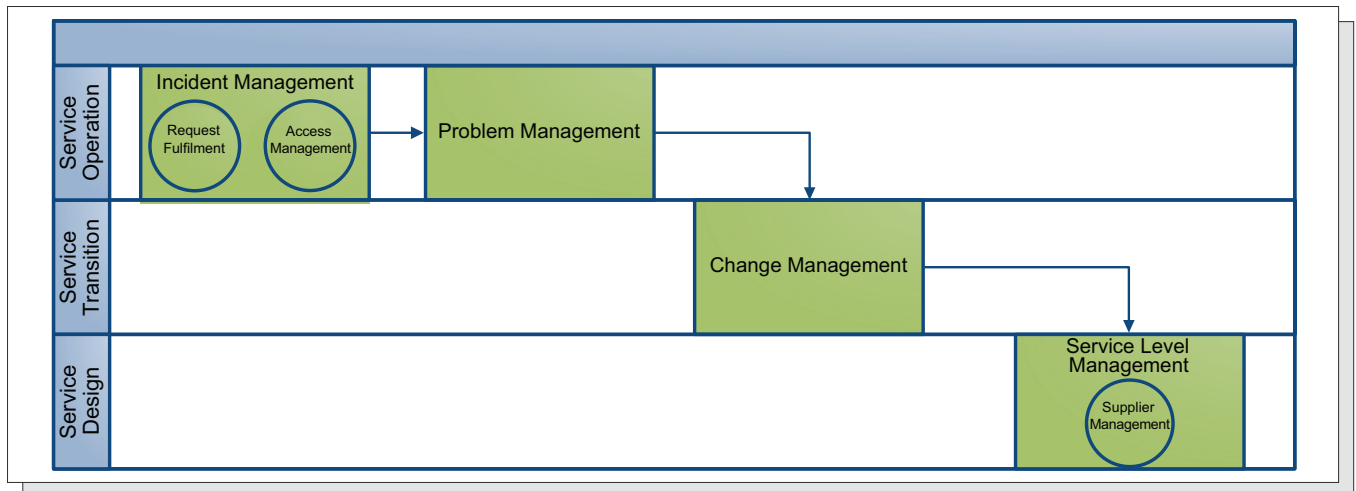 Service
Operation
Incident Management
Request
Fulfilment
Access
Management
Problem Management
Service
Transition
Change Management
Service
Design
Service Level
Management
Supplier
Management